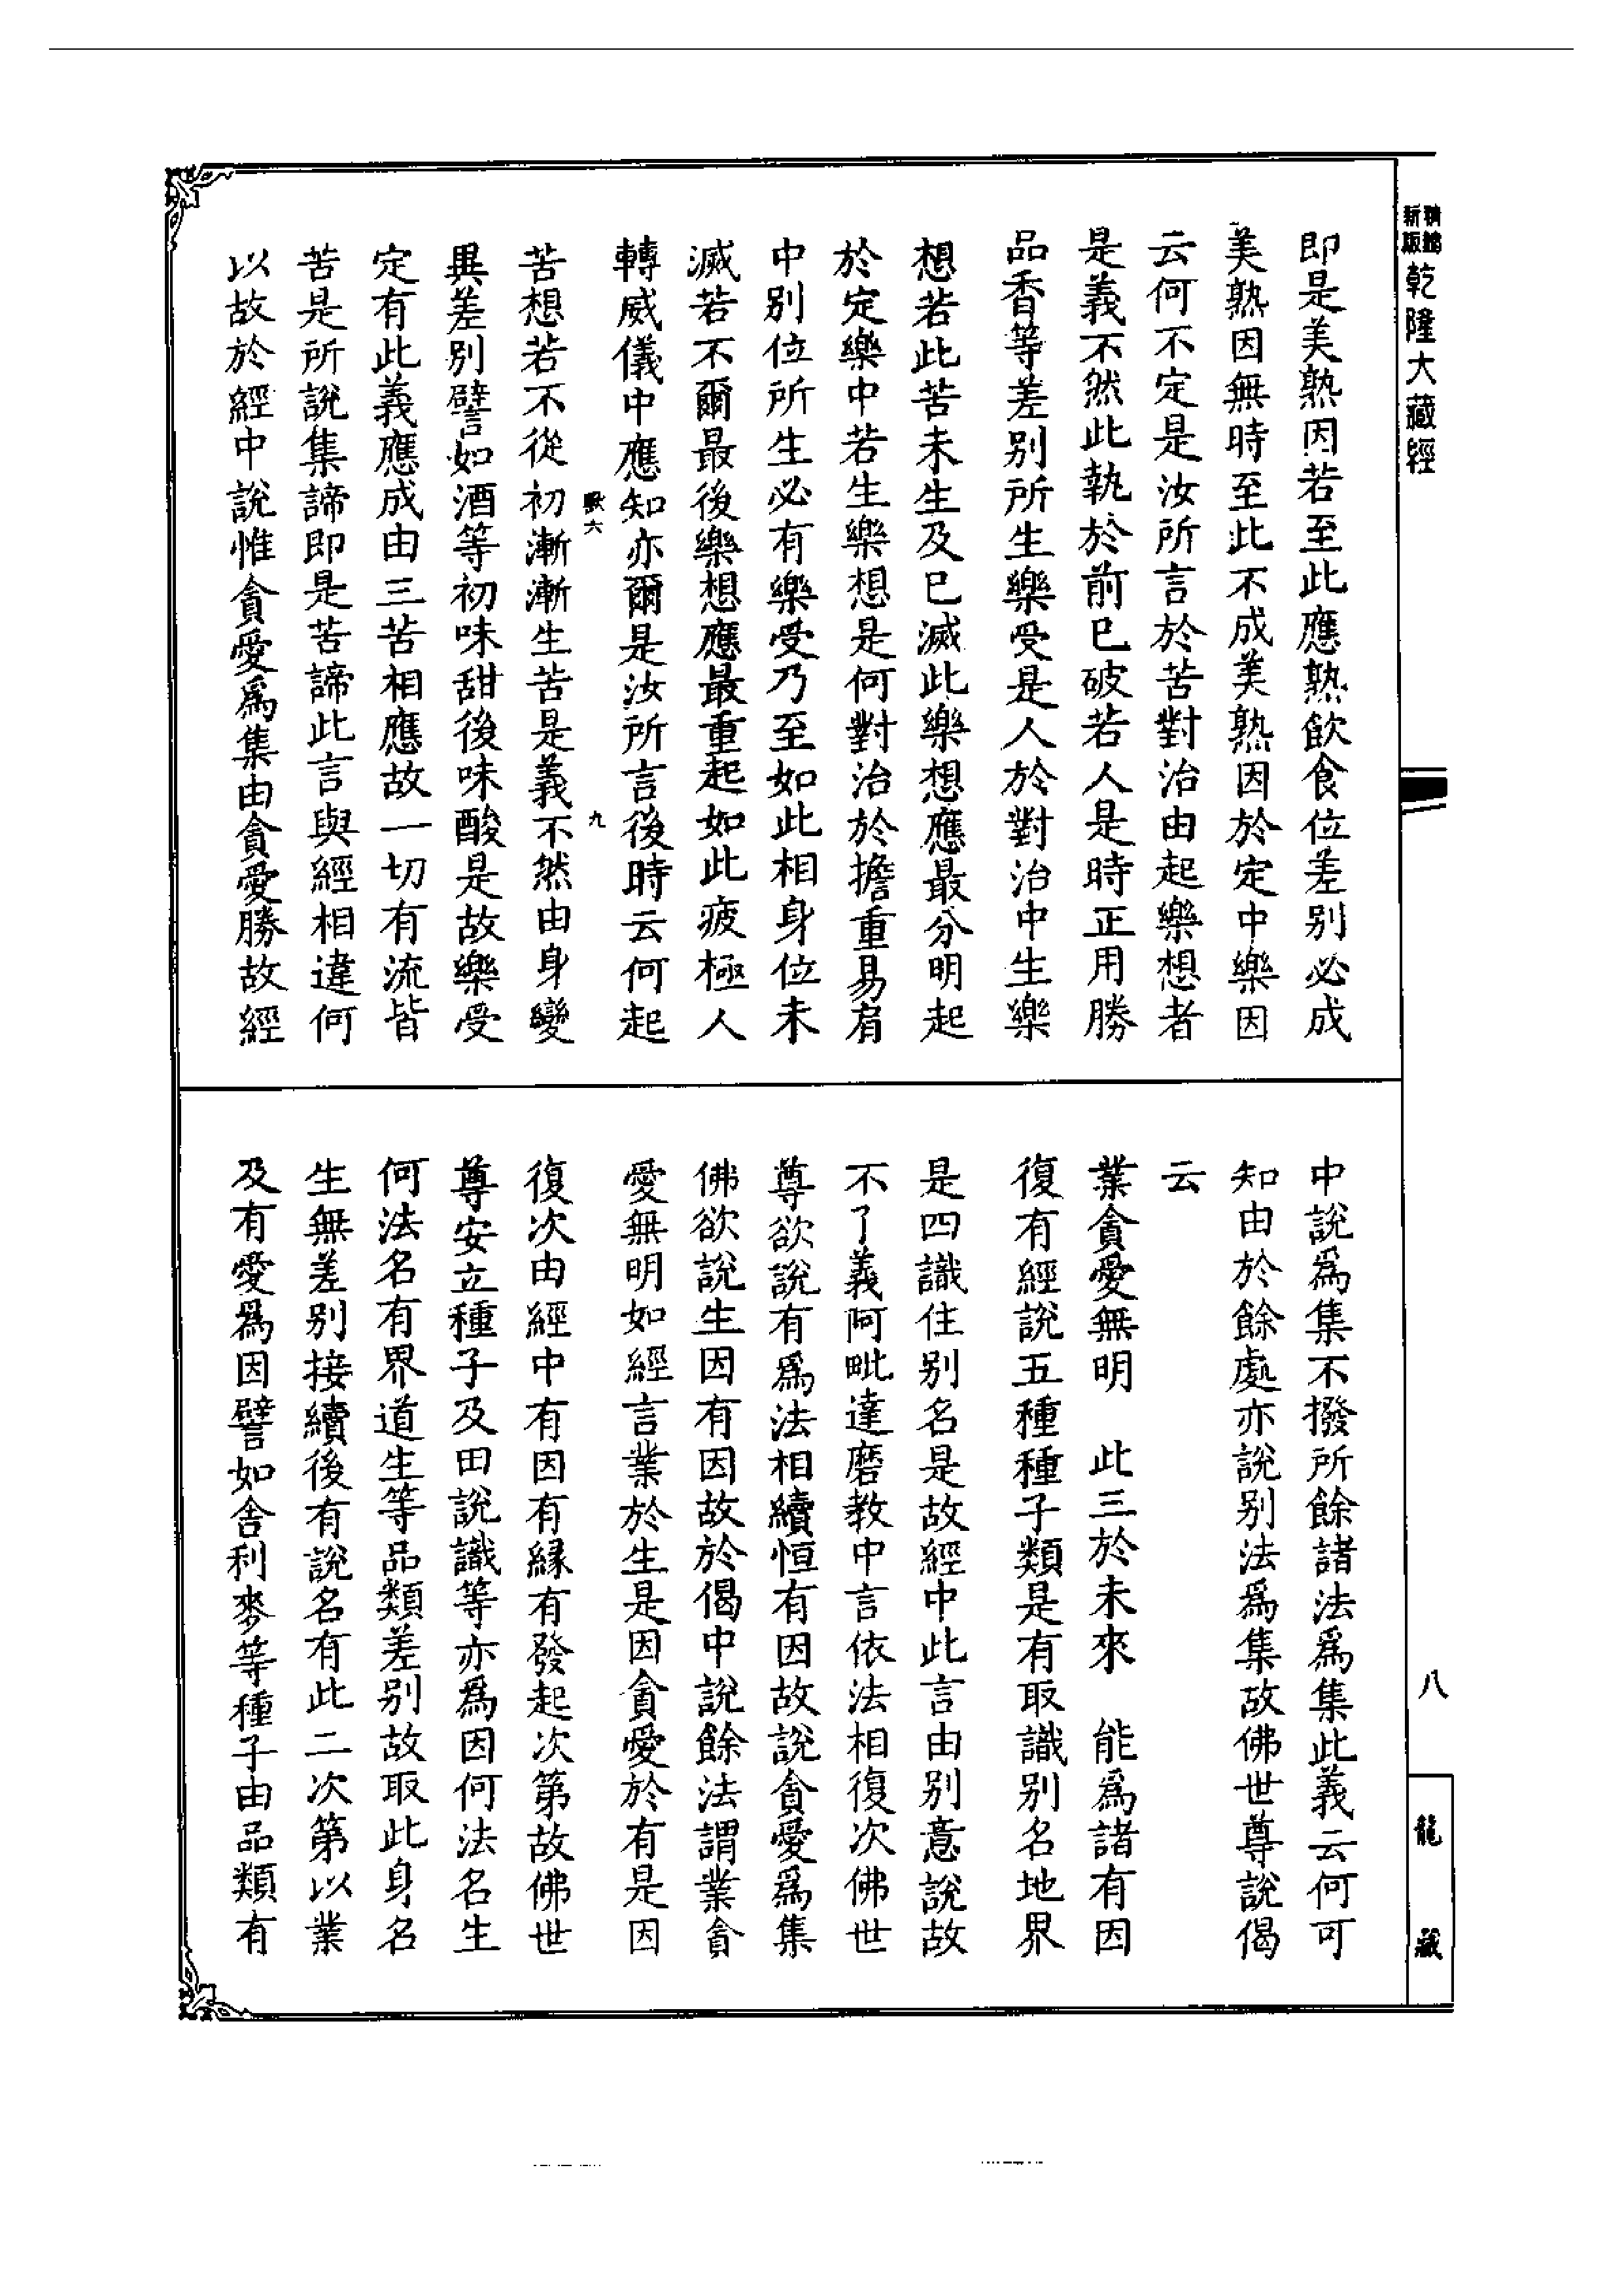 乾隆大藏經
即是美熟因若至此應熟飲食位差別必成
美熟因無時至此不成美熟因於定中樂因
云何不定是汝所言於苦對治由起樂想者
是義不然此執於前已破若人是時正用勝
品香等差別所生樂受是人於對治中生樂
想若此苦未生及已滅此樂想應最分明起
於定樂中若生樂想是何對治於擔重易肩
中別位所生必有樂受乃至如此相身位未
滅若不爾最後樂想應最重起如此疲極人
轉威儀中應知亦爾是汝所言後時云何起
六
九
苦想若不從初漸漸生苦是義不然由身變
異差別譬如酒等初味甜後味酸是故樂受
定有此義應成由三苦相應故一切有流皆
苦是所說集諦即是苦諦此言與經相違何
以故於經中說惟貪愛爲集由貪愛勝故經
中說爲集不撥所餘諸法爲集此義云何可
知由於餘處亦說別法爲集故佛世尊說偈
云
業貪愛無明　此三於未來　能爲諸有因
復有經說五種種子類是有取識別名地界
是四識住別名是故經中此言由別意說故
不了義阿毗達磨教中言依法相復次佛世
尊欲說有爲法相續恒有因故說貪愛爲集
佛欲說生因有因故於偈中說餘法謂業貪
愛無明如經言業於生是因貪愛於有是因
復次由經中有因有緣有發起次第故佛世
尊安立種子及田說識等亦爲因何法名生
何法名有界道生等品類差別故取此身名
生無差別接續後有說名有此二次第以業
及有愛爲因譬如舍利麥等種子由品類有
八
龍藏